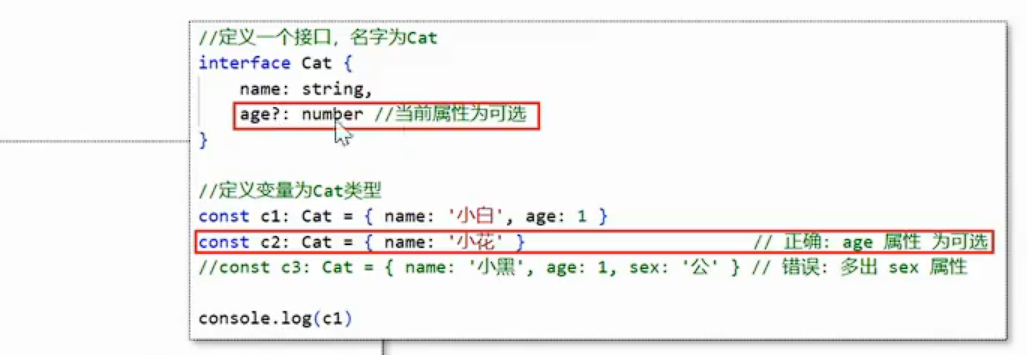 //定义一个接口，名字为Cat
interface Cat {
name: string,
age?: number //当前属性为可选
}
//定义变量为Cat类型
const c1: Cat = { name: '小白', age: 1 }
const c2: Cat = { name: '小花' } // 正确: age 属性 为可选
//const c3: Cat = { name: '小黑', age: 1, sex: '公' } // 错误: 多出 sex 属性
console.log(c1)